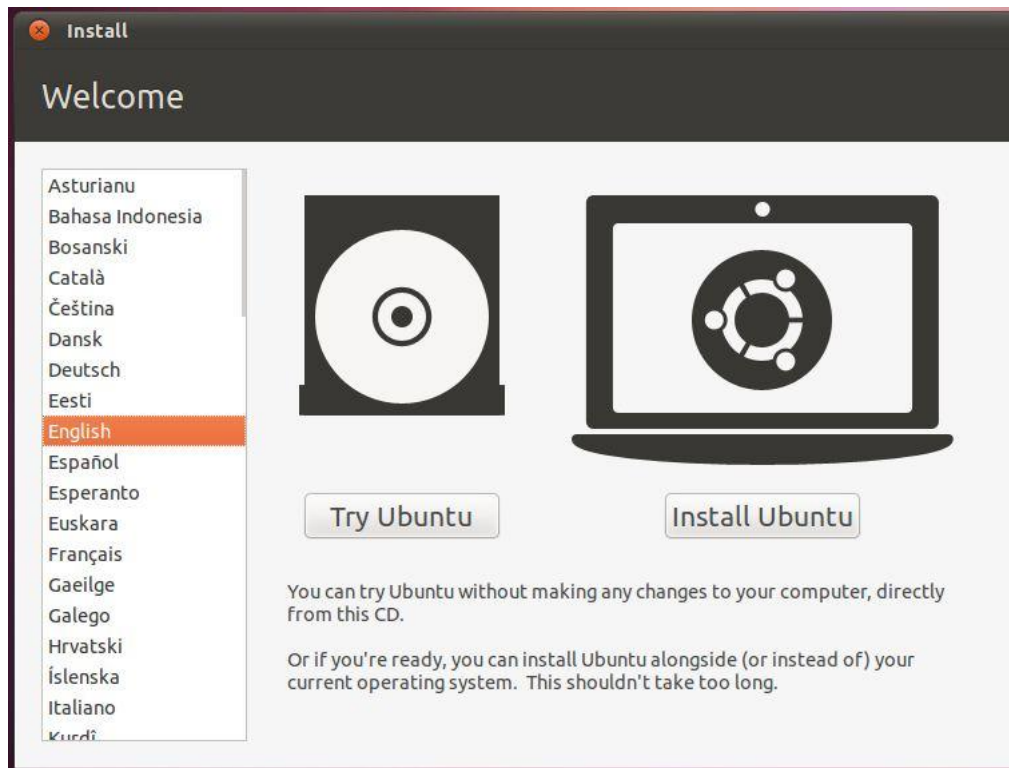 Install
Welcome
Asturianu
Bahasa Indonesia
Bosanski
Català
Čeština
Dansk
Deutsch
Eesti
English
Español
Esperanto
Euskara
Français
Gaeilge
Galego
Hrvatski
Íslenska
Italiano
Kurdî
Try Ubuntu
Install Ubuntu
You can try Ubuntu without making any changes to your computer, directly
from this CD.
Or if you're ready, you can install Ubuntu alongside (or instead of) your
current operating system.  This shouldn't take too long.